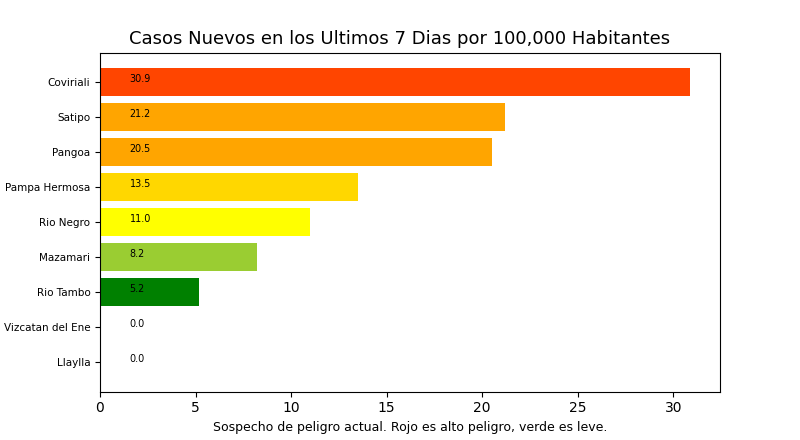 Casos Nuevos en los Ultimos 7 Dias por 100,000 Habitantes
Coviriali 30.9
Satipo 21.2
Pangoa 20.5
Pampa Hermosa 13.5
Rio Negro 11.0
Mazamari 8.2
Rio Tambo 5.2
Vizcatan del Ene 0.0
Llaylla 0.0
0 5 10 15 20 25 30
Sospecho de peligro actual. Rojo es alto peligro, verde es leve.